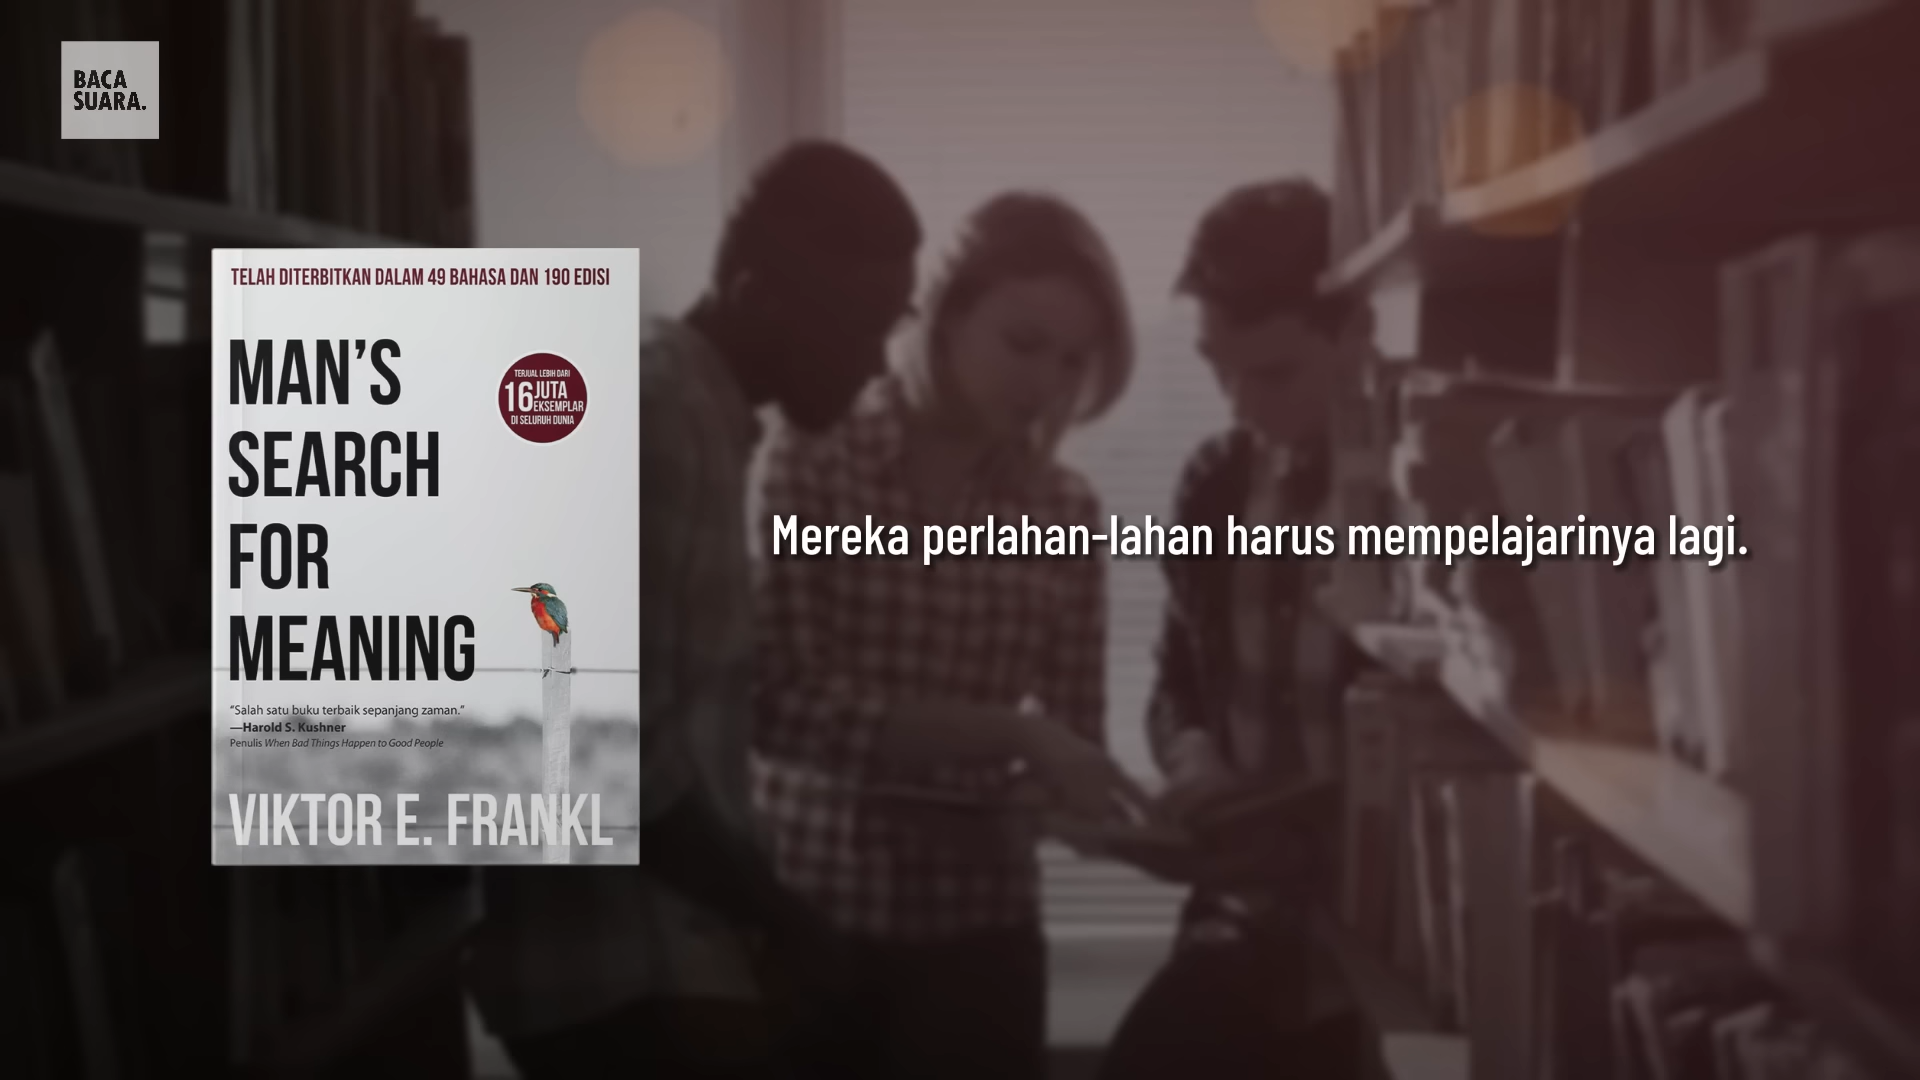 BACA
SUARA.
TELAH DITERBITKAN DALAM 49 BAHASA DAN 190 EDISI
MAN'S
SEARCH
FOR
MEANING
TERJUAL LEBIH DARI
16 JUTA
EKSEMPLAR
DI SELURUH DUNIA
“Salah satu buku terbaik sepanjang zaman.”
—Harold S. Kushner
Penulis When Bad Things Happen to Good People
VIKTOR E. FRANKL
Mereka perlahan-lahan harus mempelajarinya lagi.